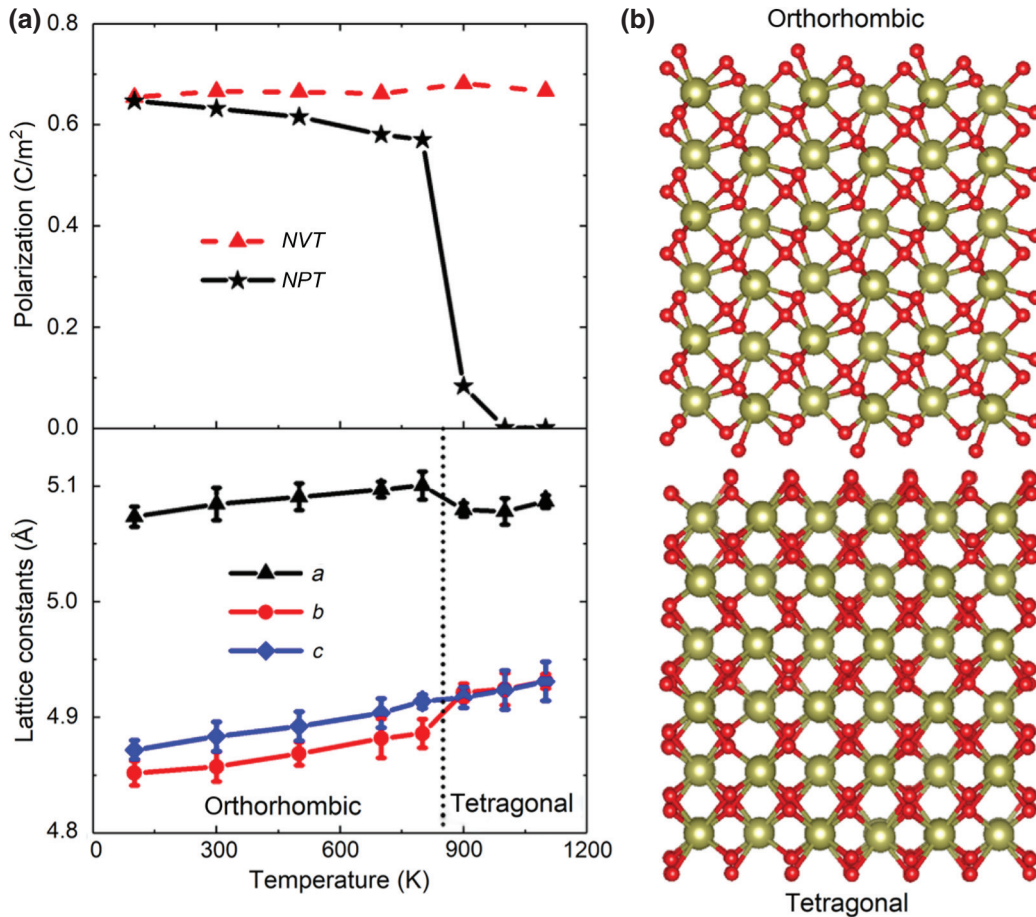 (a)
0.8
0.6
0.4
0.2
0.0
Polarization (C/m²)
NVT
NPT
5.1
5.0
4.9
4.8
Lattice constants (Å)
a
b
c
Orthorhombic
Tetragonal
0
300
600
900
1200
Temperature (K)
(b)
Orthorhombic
Tetragonal